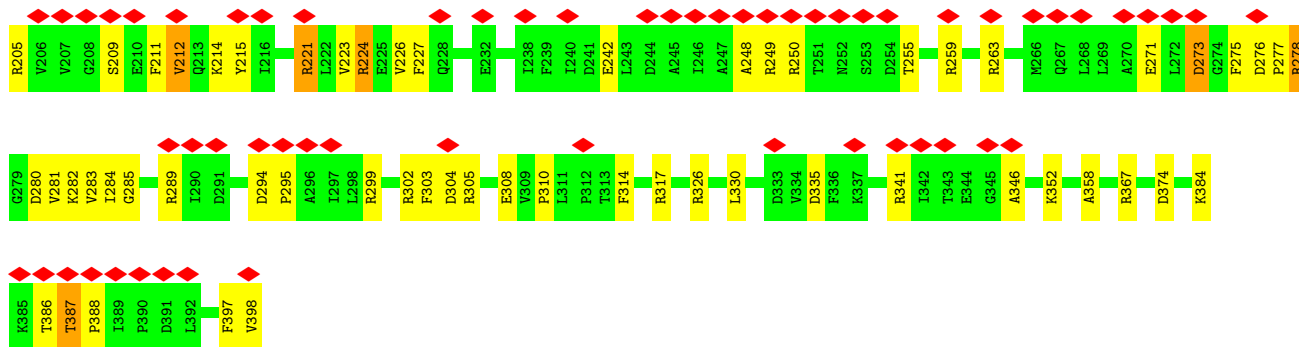 R205 V206 V207 G208 S209 E210 F211 V212 Q213 K214 Y215 I216 R221 L222 V223 R224 E225 V226 F227 Q228 E232 I238 F239 I240 D241 E242 L243 D244 A245 I246 A247 A248 R249 R250 T251 N252 S253 D254 T255 R259 R263 M266 Q267 L268 L269 A270 E271 L272 D273 G274 F275 D276 P277 R278
G279 D280 V281 K282 V283 I284 G285 R289 I290 D291 D294 P295 A296 I297 L298 R299 R302 F303 D304 R305 E308 V309 P310 L311 P312 T313 F314 R317 R326 L330 D333 V334 D335 F336 K337 R341 I342 T343 E344 G345 A346 K352 A358 R367 D374 K384
K385 T386 T387 P388 I389 P390 D391 L392 F397 V398